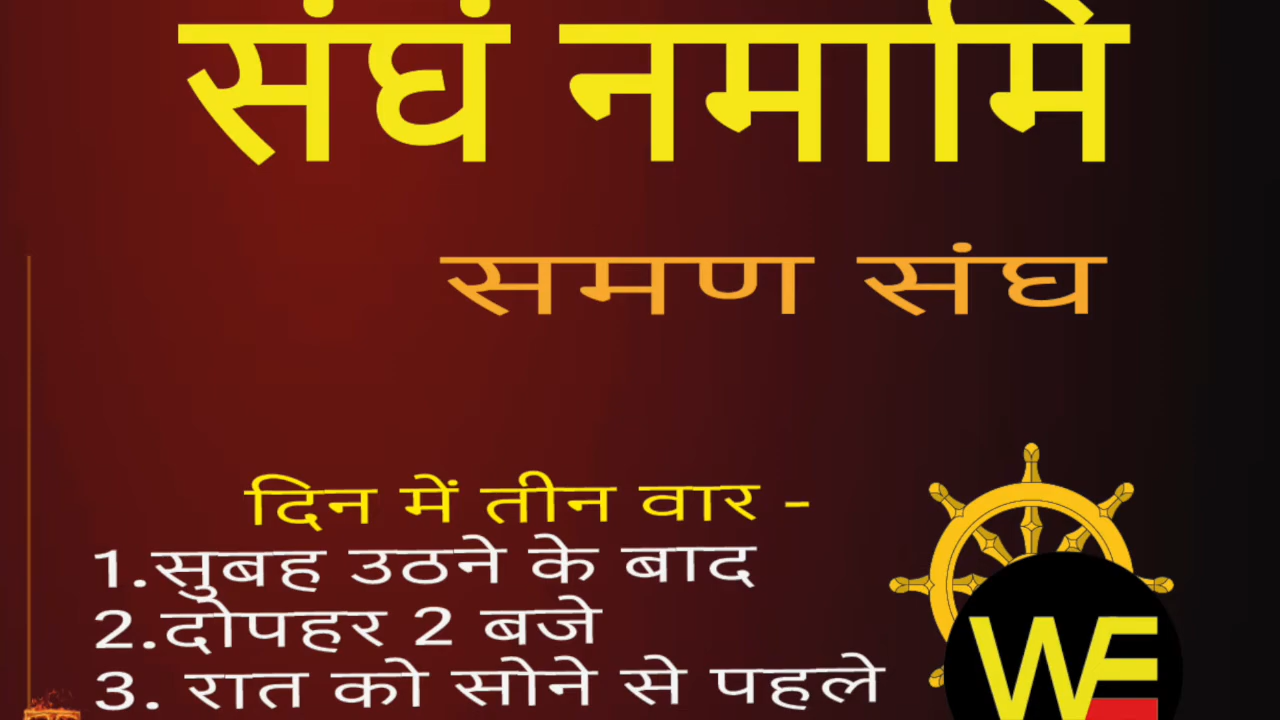 संघं नमामि
समण संघ
दिन में तीन वार -
1.सुबह उठने के बाद
2.दोपहर 2 बजे
3. रात को सोने से पहले
WE